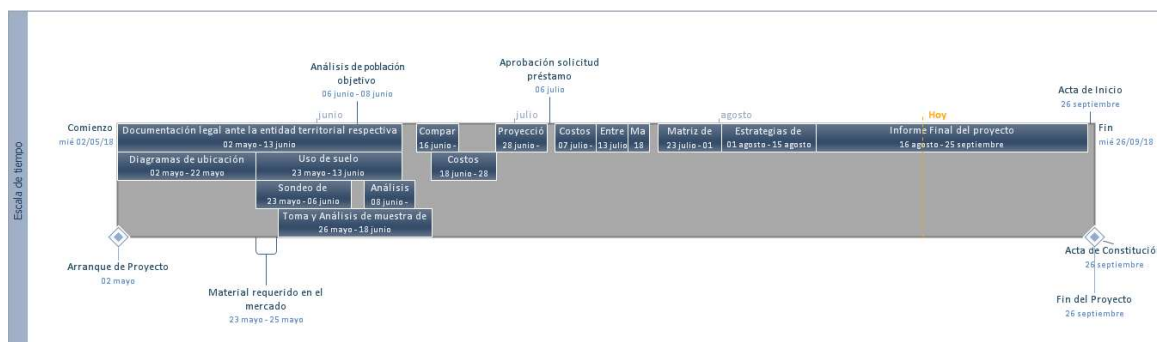 Escala de tiempo
Análisis de población
objetivo
06 junio - 08 junio
Aprobación solicitud
préstamo
06 julio
Acta de Inicio
26 septiembre
junio
julio
agosto
Hoy
Comienzo
mié 02/05/18
Documentación legal ante la entidad territorial respectiva
02 mayo - 13 junio
Compar
16 junio -
Proyecció
28 junio -
Costos
07 julio -
Entre
13 julio
Ma
18
Matriz de
23 julio - 01
Estrategias de
01 agosto - 15 agosto
Informe Final del proyecto
16 agosto - 25 septiembre
Fin
mié 26/09/18
Diagramas de ubicación
02 mayo - 22 mayo
Uso de suelo
23 mayo - 13 junio
Costos
18 junio - 28
Sondeo de
23 mayo - 06 junio
Análisis
08 junio -
Toma y Análisis de muestra de
26 mayo - 18 junio
Arranque de Proyecto
02 mayo
Material requerido en el
mercado
23 mayo - 25 mayo
Acta de Constitució
26 septiembre
Fin del Proyecto
26 septiembre